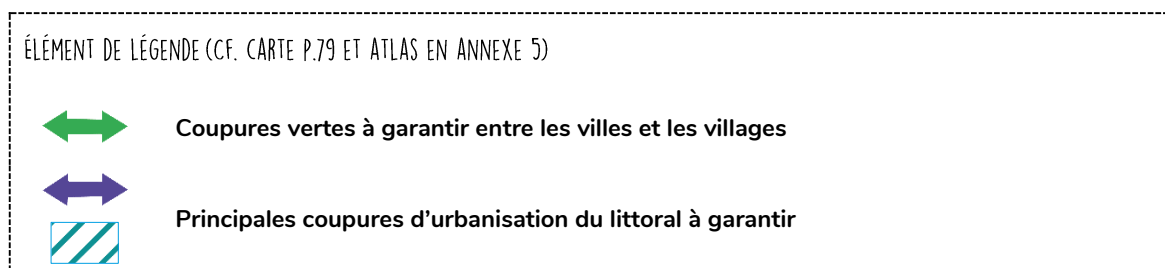 ÉLÉMENT DE LÉGENDE (CF. CARTE P.79 ET ATLAS EN ANNEXE 5)
Coupures vertes à garantir entre les villes et les villages
Principales coupures d'urbanisation du littoral à garantir